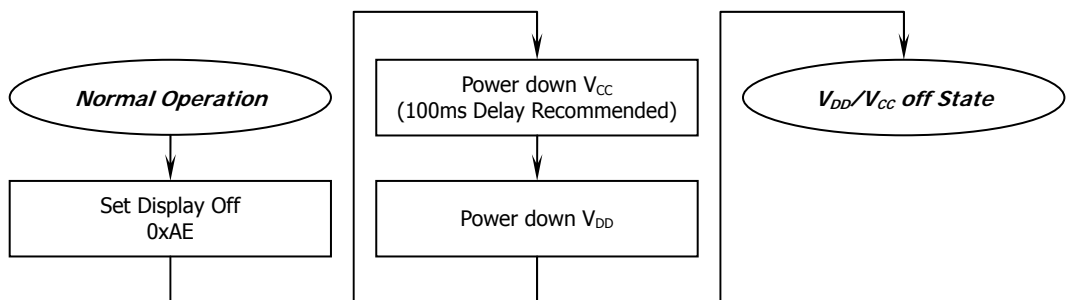 Normal Operation
Set Display Off
0xAE
Power down VCC
(100ms Delay Recommended)
Power down VDD
VDD/VCC off State